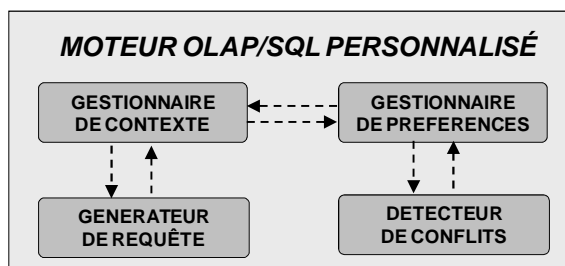 MOTEUR OLAP/SQL PERSONNALISÉ
GESTIONNAIRE
DE CONTEXTE
GESTIONNAIRE
DE PREFERENCES
GENERATEUR
DE REQUÊTE
DETECTEUR
DE CONFLITS